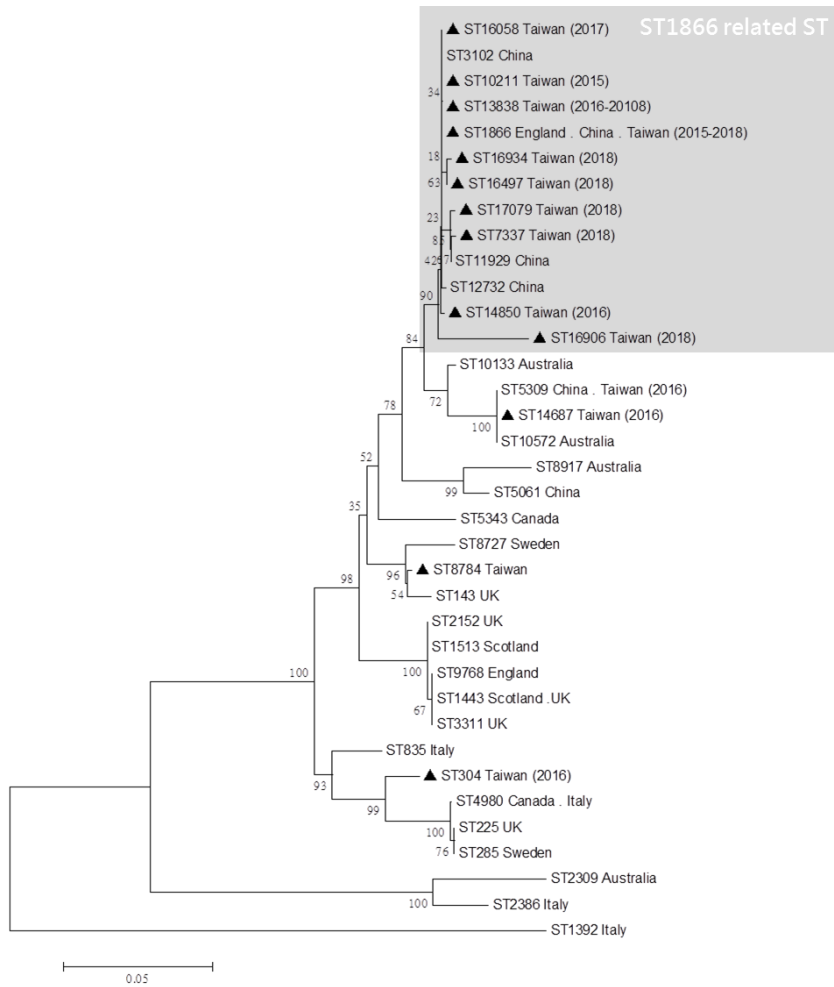 ST1866 related ST
ST16058 Taiwan (2017)
ST3102 China
ST10211 Taiwan (2015)
34
ST13838 Taiwan (2016-20108)
ST1866 England . China . Taiwan (2015-2018)
18
ST16934 Taiwan (2018)
63
ST16497 Taiwan (2018)
23
ST17079 Taiwan (2018)
ST7337 Taiwan (2018)
ST11929 China
ST12732 China
90
ST14850 Taiwan (2016)
84
ST16906 Taiwan (2018)
ST10133 Australia
ST5309 China . Taiwan (2016)
72
ST14687 Taiwan (2016)
78
100
ST10572 Australia
52
ST8917 Australia
99
ST5061 China
35
ST5343 Canada
ST8727 Sweden
96
ST8784 Taiwan
98
54
ST143 UK
ST2152 UK
ST1513 Scotland
100
ST9768 England
100
ST1443 Scotland .UK
67
ST3311 UK
ST835 Italy
ST304 Taiwan (2016)
93
ST4980 Canada . Italy
99
ST225 UK
100
76
ST285 Sweden
ST2309 Australia
100
ST2386 Italy
ST1392 Italy
0.05